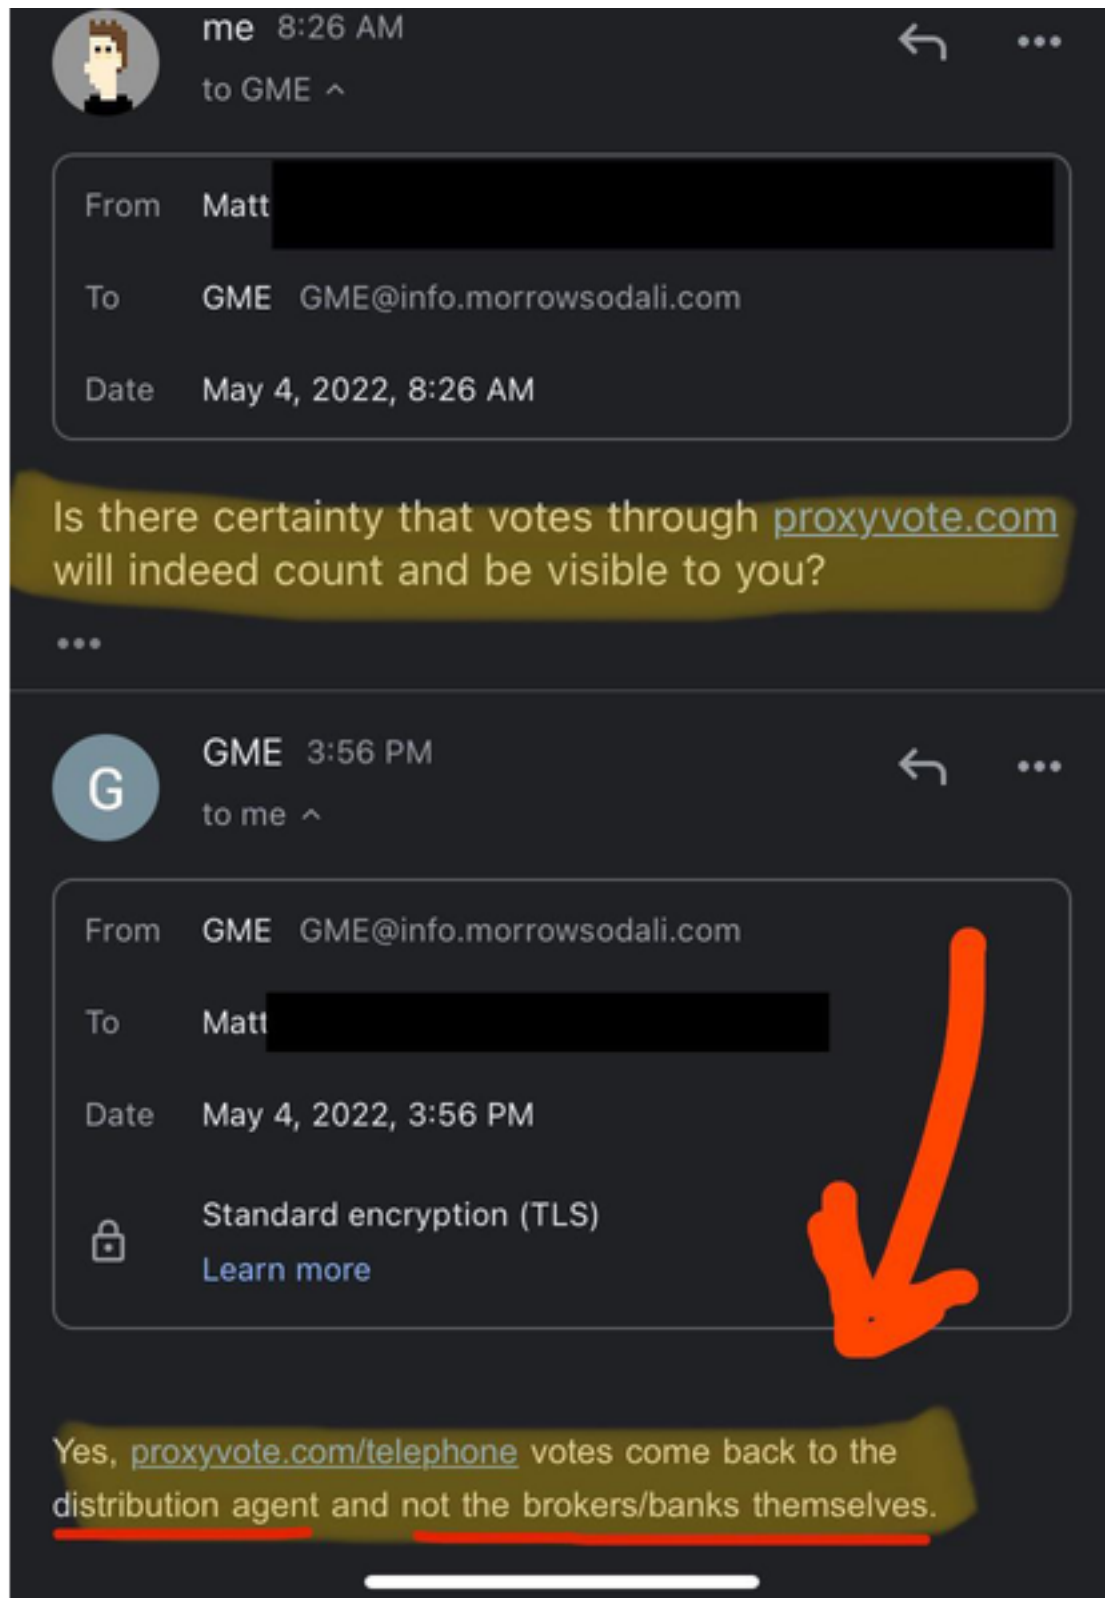 me 8:26 AM
to GME
From Matt
To GME GME@info.morrowsodali.com
Date May 4, 2022, 8:26 AM
Is there certainty that votes through proxyvote.com
will indeed count and be visible to you?
G
GME 3:56 PM
to me
From GME GME@info.morrowsodali.com
To Matt
Date May 4, 2022, 3:56 PM
Standard encryption (TLS)
Learn more
Yes, proxyvote.com/telephone votes come back to the
distribution agent and not the brokers/banks themselves.